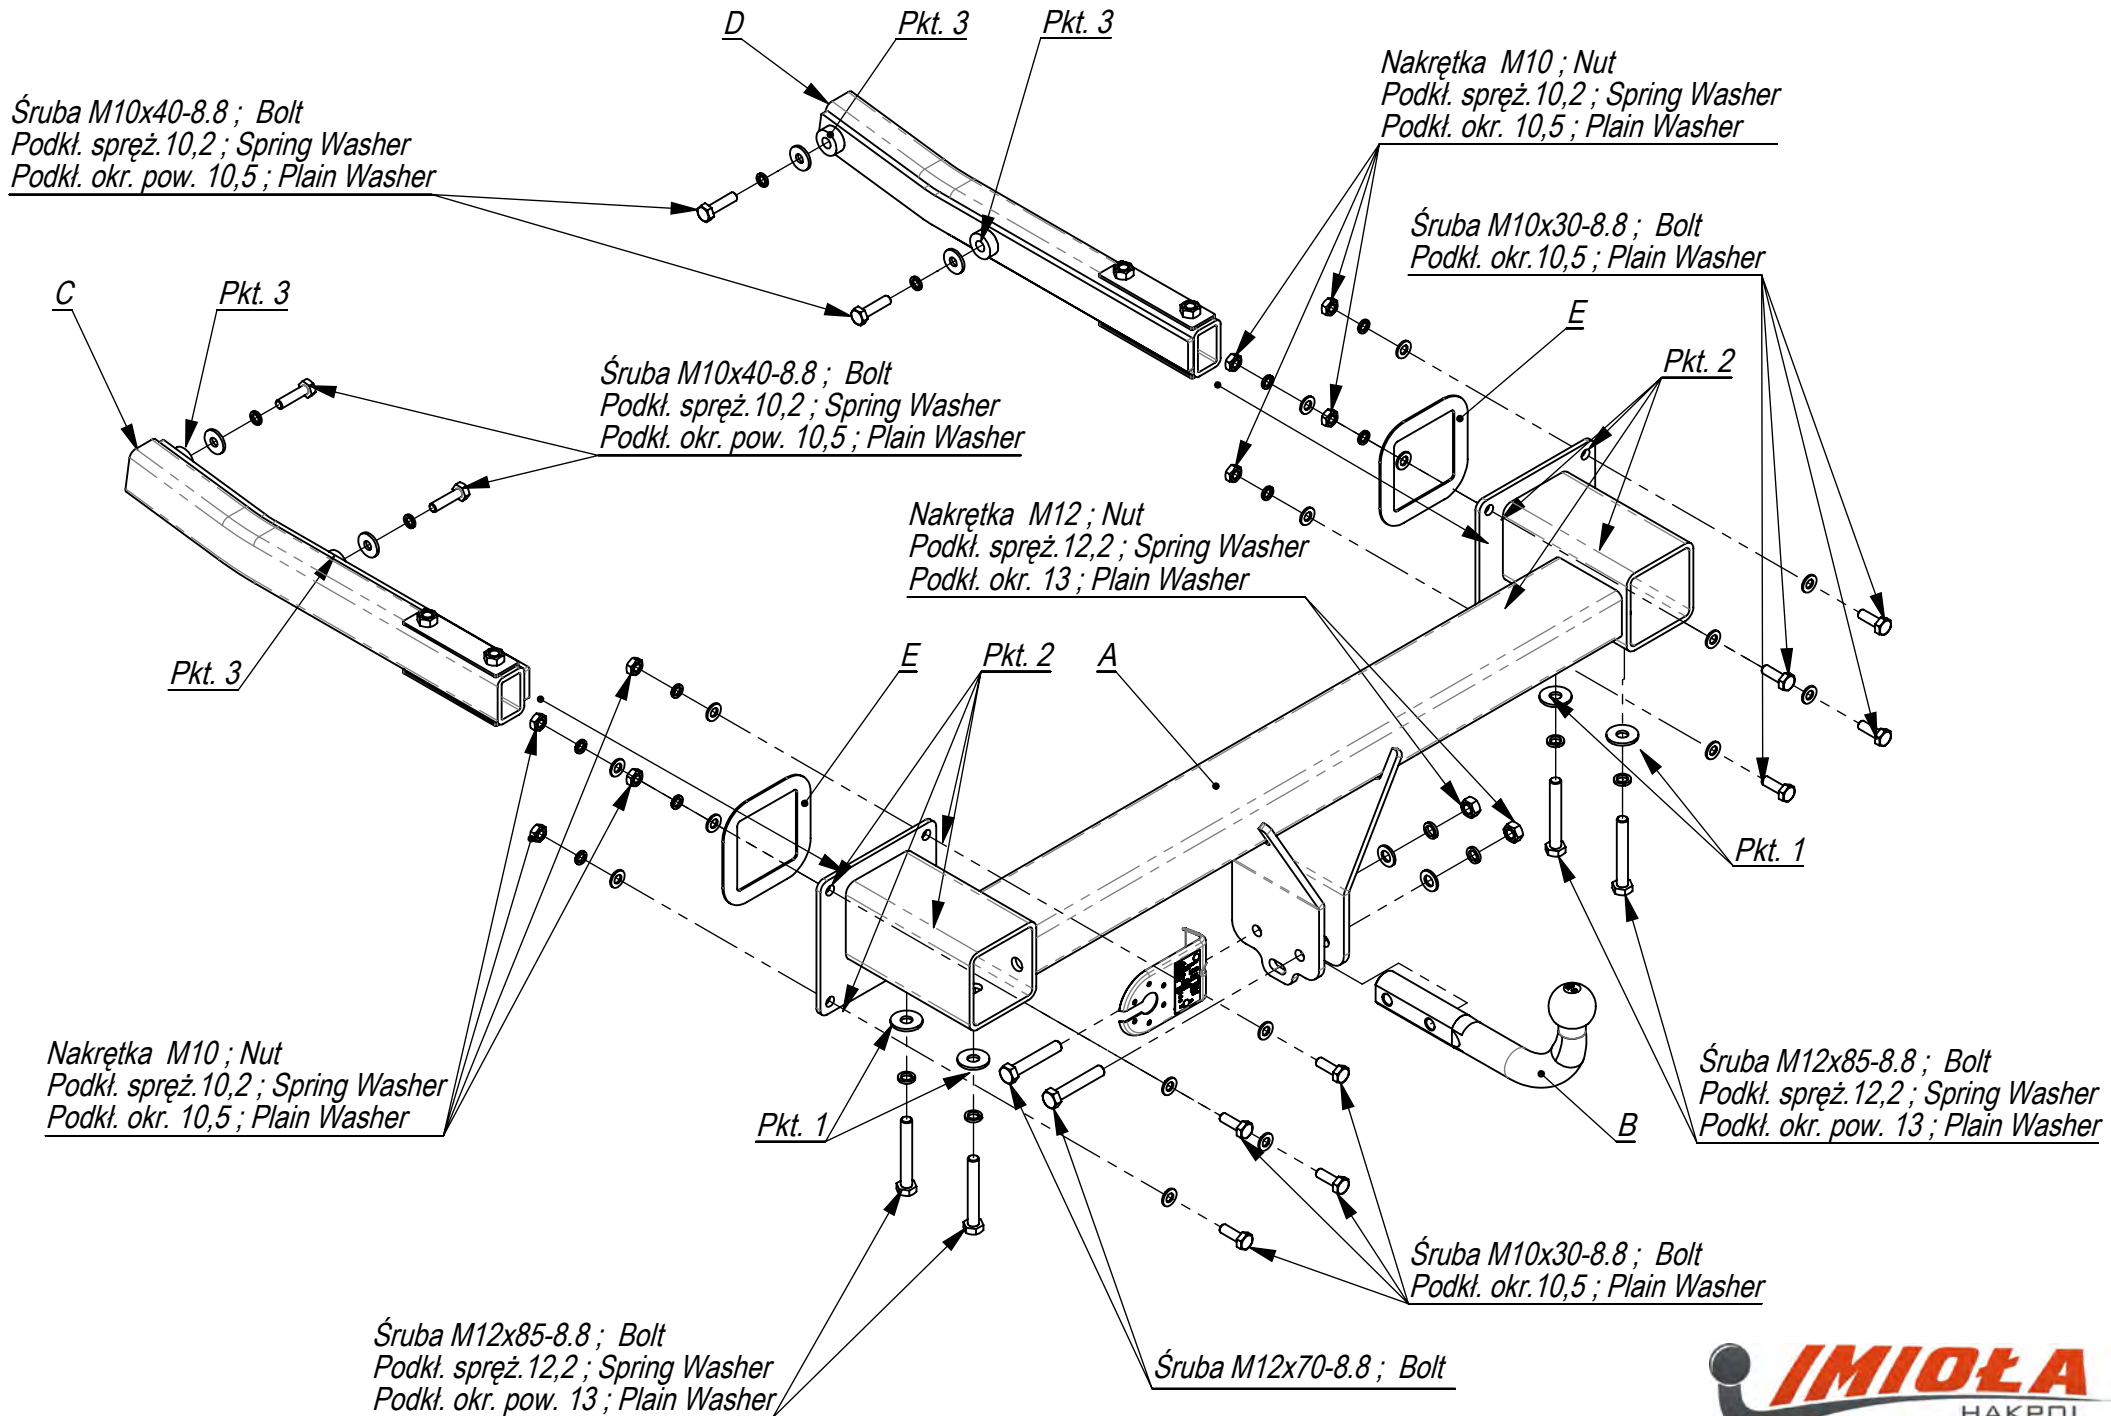 D
Pkt. 3
Pkt. 3
Nakrętka M10 ; Nut
Podkł. spręż.10,2 ; Spring Washer
Podkł. okr. 10,5 ; Plain Washer
Śruba M10x40-8.8 ; Bolt
Podkł. spręż.10,2 ; Spring Washer
Podkł. okr. pow. 10,5 ; Plain Washer
Śruba M10x30-8.8 ; Bolt
Podkł. okr.10,5 ; Plain Washer
C
Pkt. 3
E
Pkt. 2
Śruba M10x40-8.8 ; Bolt
Podkł. spręż.10,2 ; Spring Washer
Podkł. okr. pow. 10,5 ; Plain Washer
Nakrętka M12 ; Nut
Podkł. spręż.12,2 ; Spring Washer
Podkł. okr. 13 ; Plain Washer
Pkt. 3
E
Pkt. 2
A
Pkt. 1
Nakrętka M10 ; Nut
Podkł. spręż.10,2 ; Spring Washer
Podkł. okr. 10,5 ; Plain Washer
Pkt. 1
B
Śruba M12x85-8.8 ; Bolt
Podkł. spręż.12,2 ; Spring Washer
Podkł. okr. pow. 13 ; Plain Washer
Śruba M10x30-8.8 ; Bolt
Podkł. okr.10,5 ; Plain Washer
Śruba M12x85-8.8 ; Bolt
Podkł. spręż.12,2 ; Spring Washer
Podkł. okr. pow. 13 ; Plain Washer
Śruba M12x70-8.8 ; Bolt
IMIOŁA
HAKPOL